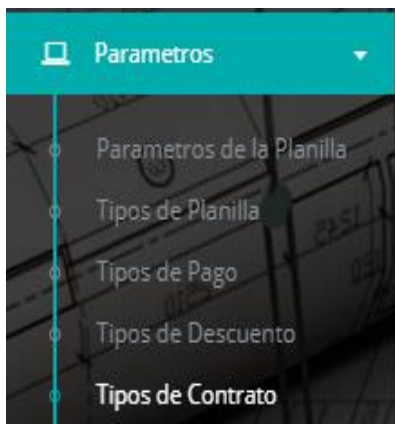 Parametros
Parametros de la Planilla
Tipos de Planilla
Tipos de Pago
Tipos de Descuento
Tipos de Contrato